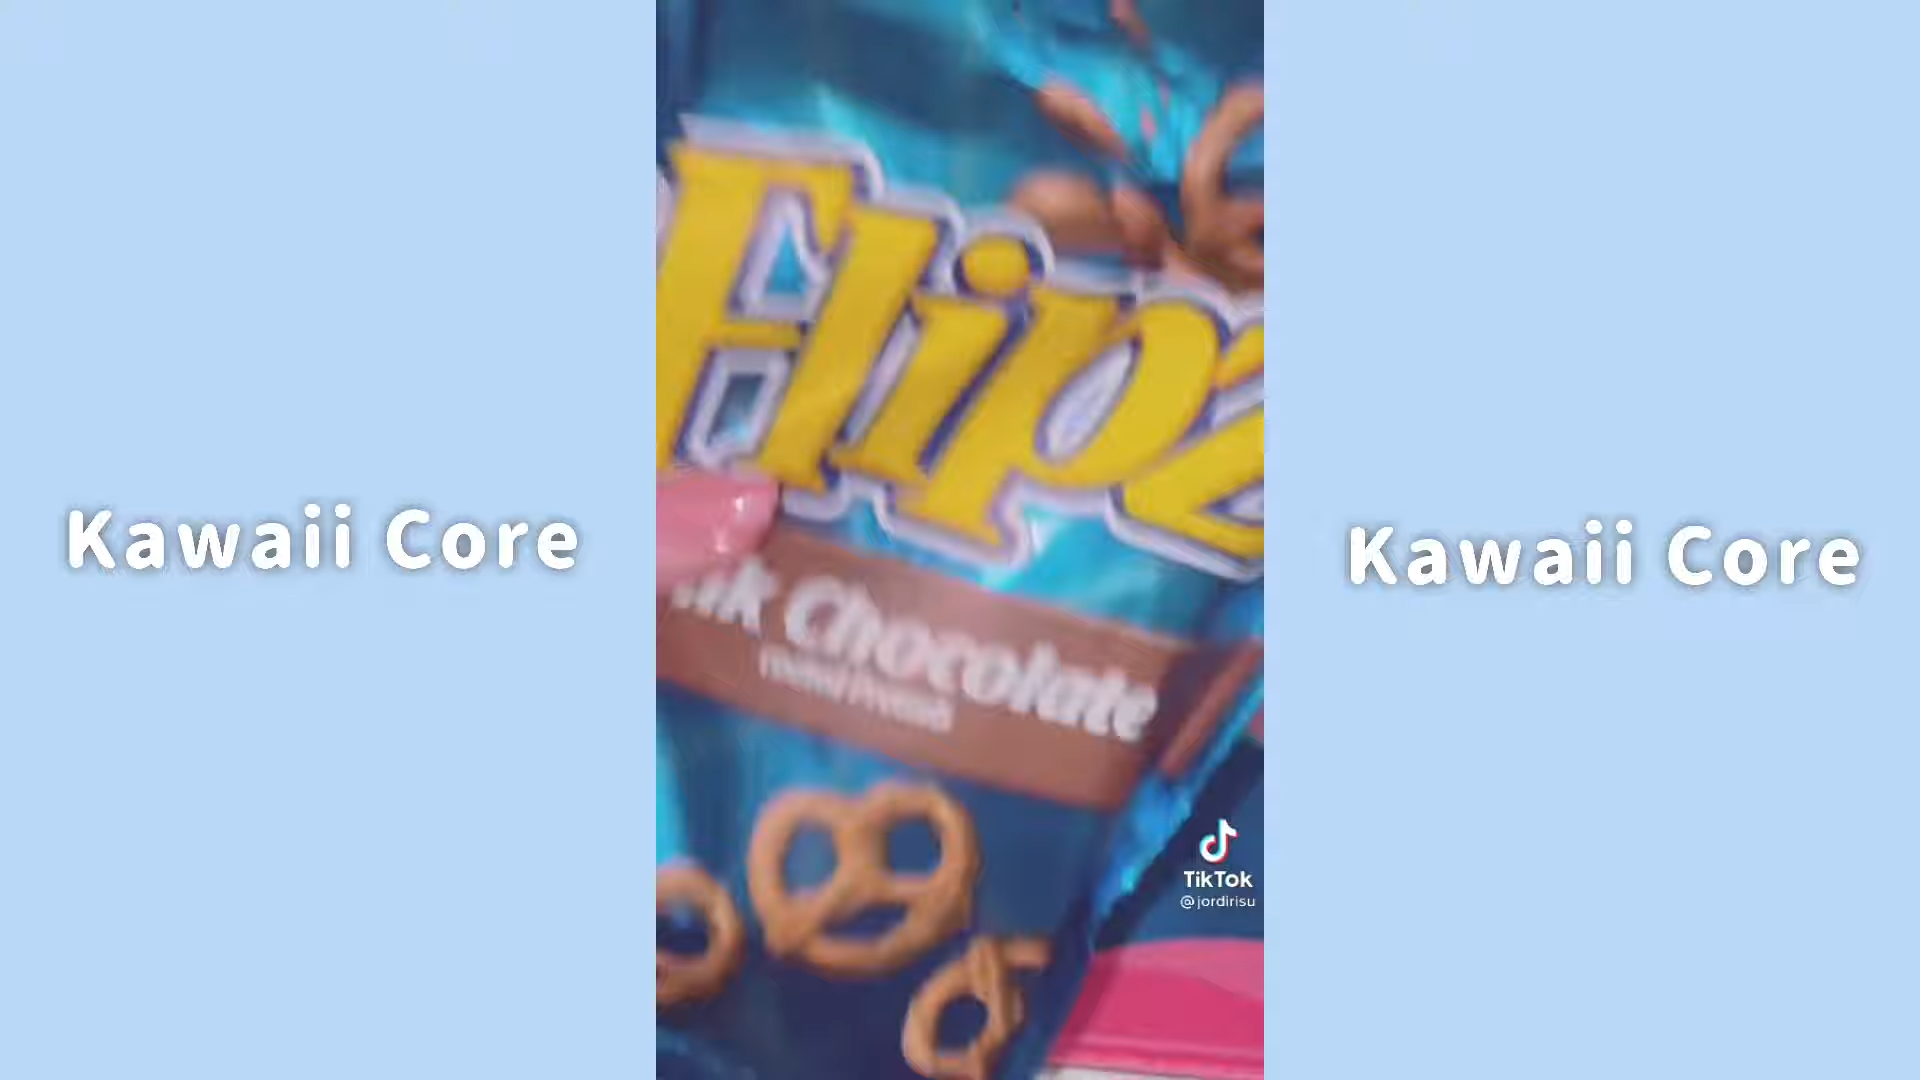 Kawaii Core
Flipz
Chocolate
TikTok
@jordirisu
Kawaii Core